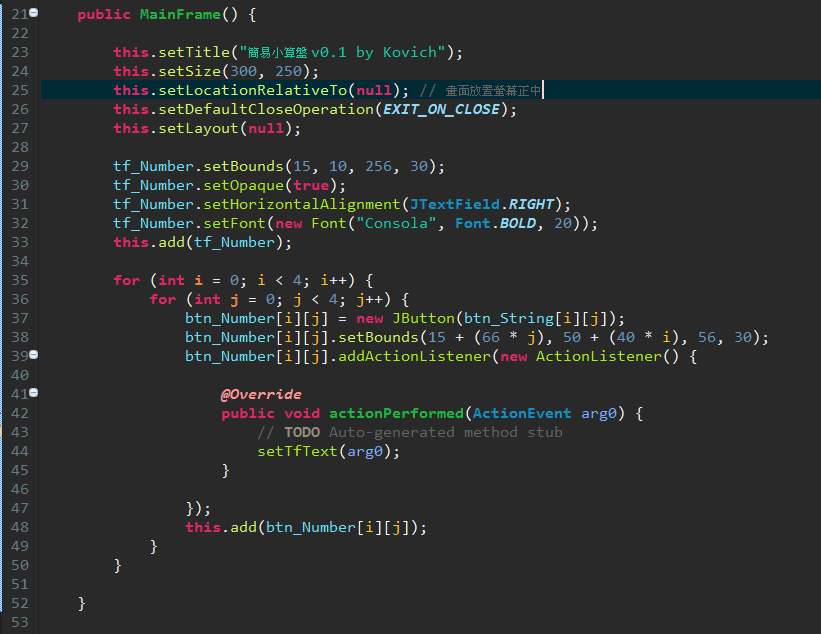 21 public MainFrame() {
22
23 this.setTitle("簡易小算盤 v0.1 by Kovich");
24 this.setSize(300, 250);
25 this.setLocationRelativeTo(null); // 畫面放置螢幕正中
26 this.setDefaultCloseOperation(EXIT_ON_CLOSE);
27 this.setLayout(null);
28
29 tf_Number.setBounds(15, 10, 256, 30);
30 tf_Number.setOpaque(true);
31 tf_Number.setHorizontalAlignment(JTextField.RIGHT);
32 tf_Number.setFont(new Font("Consola", Font.BOLD, 20));
33 this.add(tf_Number);
34
35 for (int i = 0; i < 4; i++) {
36 for (int j = 0; j < 4; j++) {
37 btn_Number[i][j] = new JButton(btn_String[i][j]);
38 btn_Number[i][j].setBounds(15 + (66 * j), 50 + (40 * i), 56, 30);
39 btn_Number[i][j].addActionListener(new ActionListener() {
40
41 @Override
42 public void actionPerformed(ActionEvent arg0) {
43 // TODO Auto-generated method stub
44 setTfText(arg0);
45 }
46
47 });
48 this.add(btn_Number[i][j]);
49 }
50 }
51
52 }
53